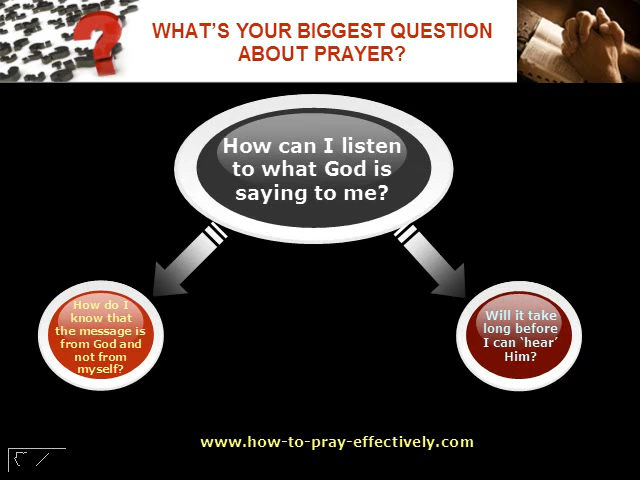 WHAT’S YOUR BIGGEST QUESTION
ABOUT PRAYER?
How can I listen
to what God is
saying to me?
How do I
know that
the message is
from God and
not from
myself?
Will it take
long before
I can ‘hear’
Him?
www.how-to-pray-effectively.com